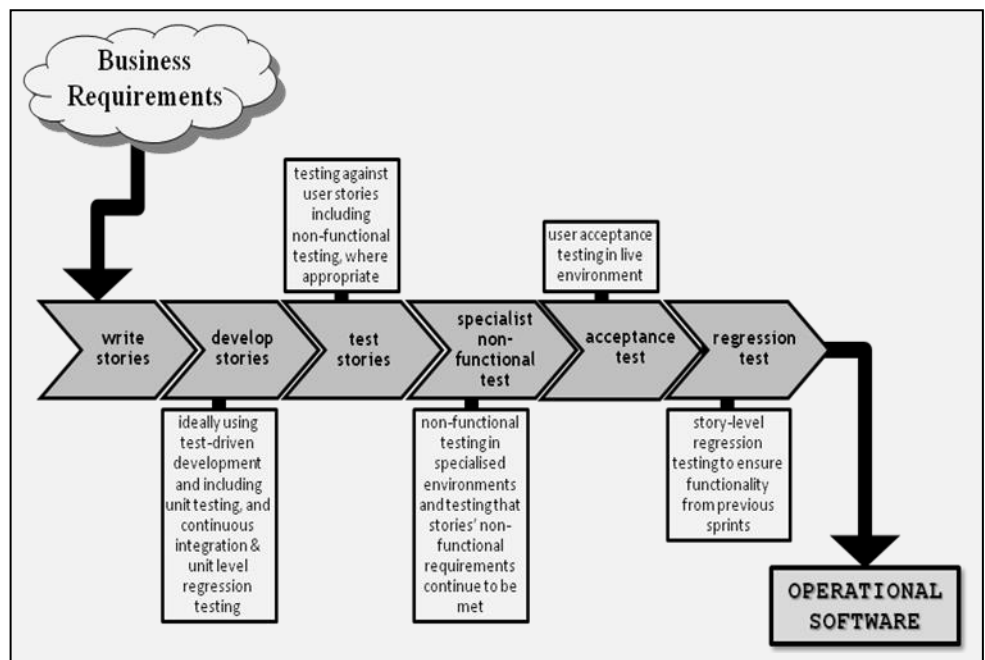 Business
Requirements
testing against
user stories
including
non-functional
testing, where
appropriate
user acceptance
testing in live
environment
write
stories
develop
stories
test
stories
specialist
non-
functional
test
acceptance
test
regression
test
ideally using
test-driven
development
and including
unit testing, and
continuous
integration &
unit level
regression
testing
non-functional
testing in
specialised
environments
and testing that
stories’ non-
functional
requirements
continue to be
met
story-level
regression
testing to ensure
functionality
from previous
sprints
OPERATIONAL
SOFTWARE